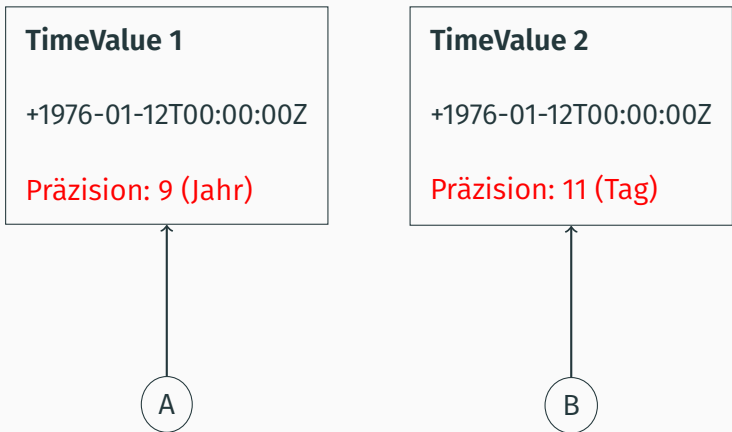 TimeValue 1
+1976-01-12T00:00:00Z
Präzision: 9 (Jahr)
TimeValue 2
+1976-01-12T00:00:00Z
Präzision: 11 (Tag)
A
B